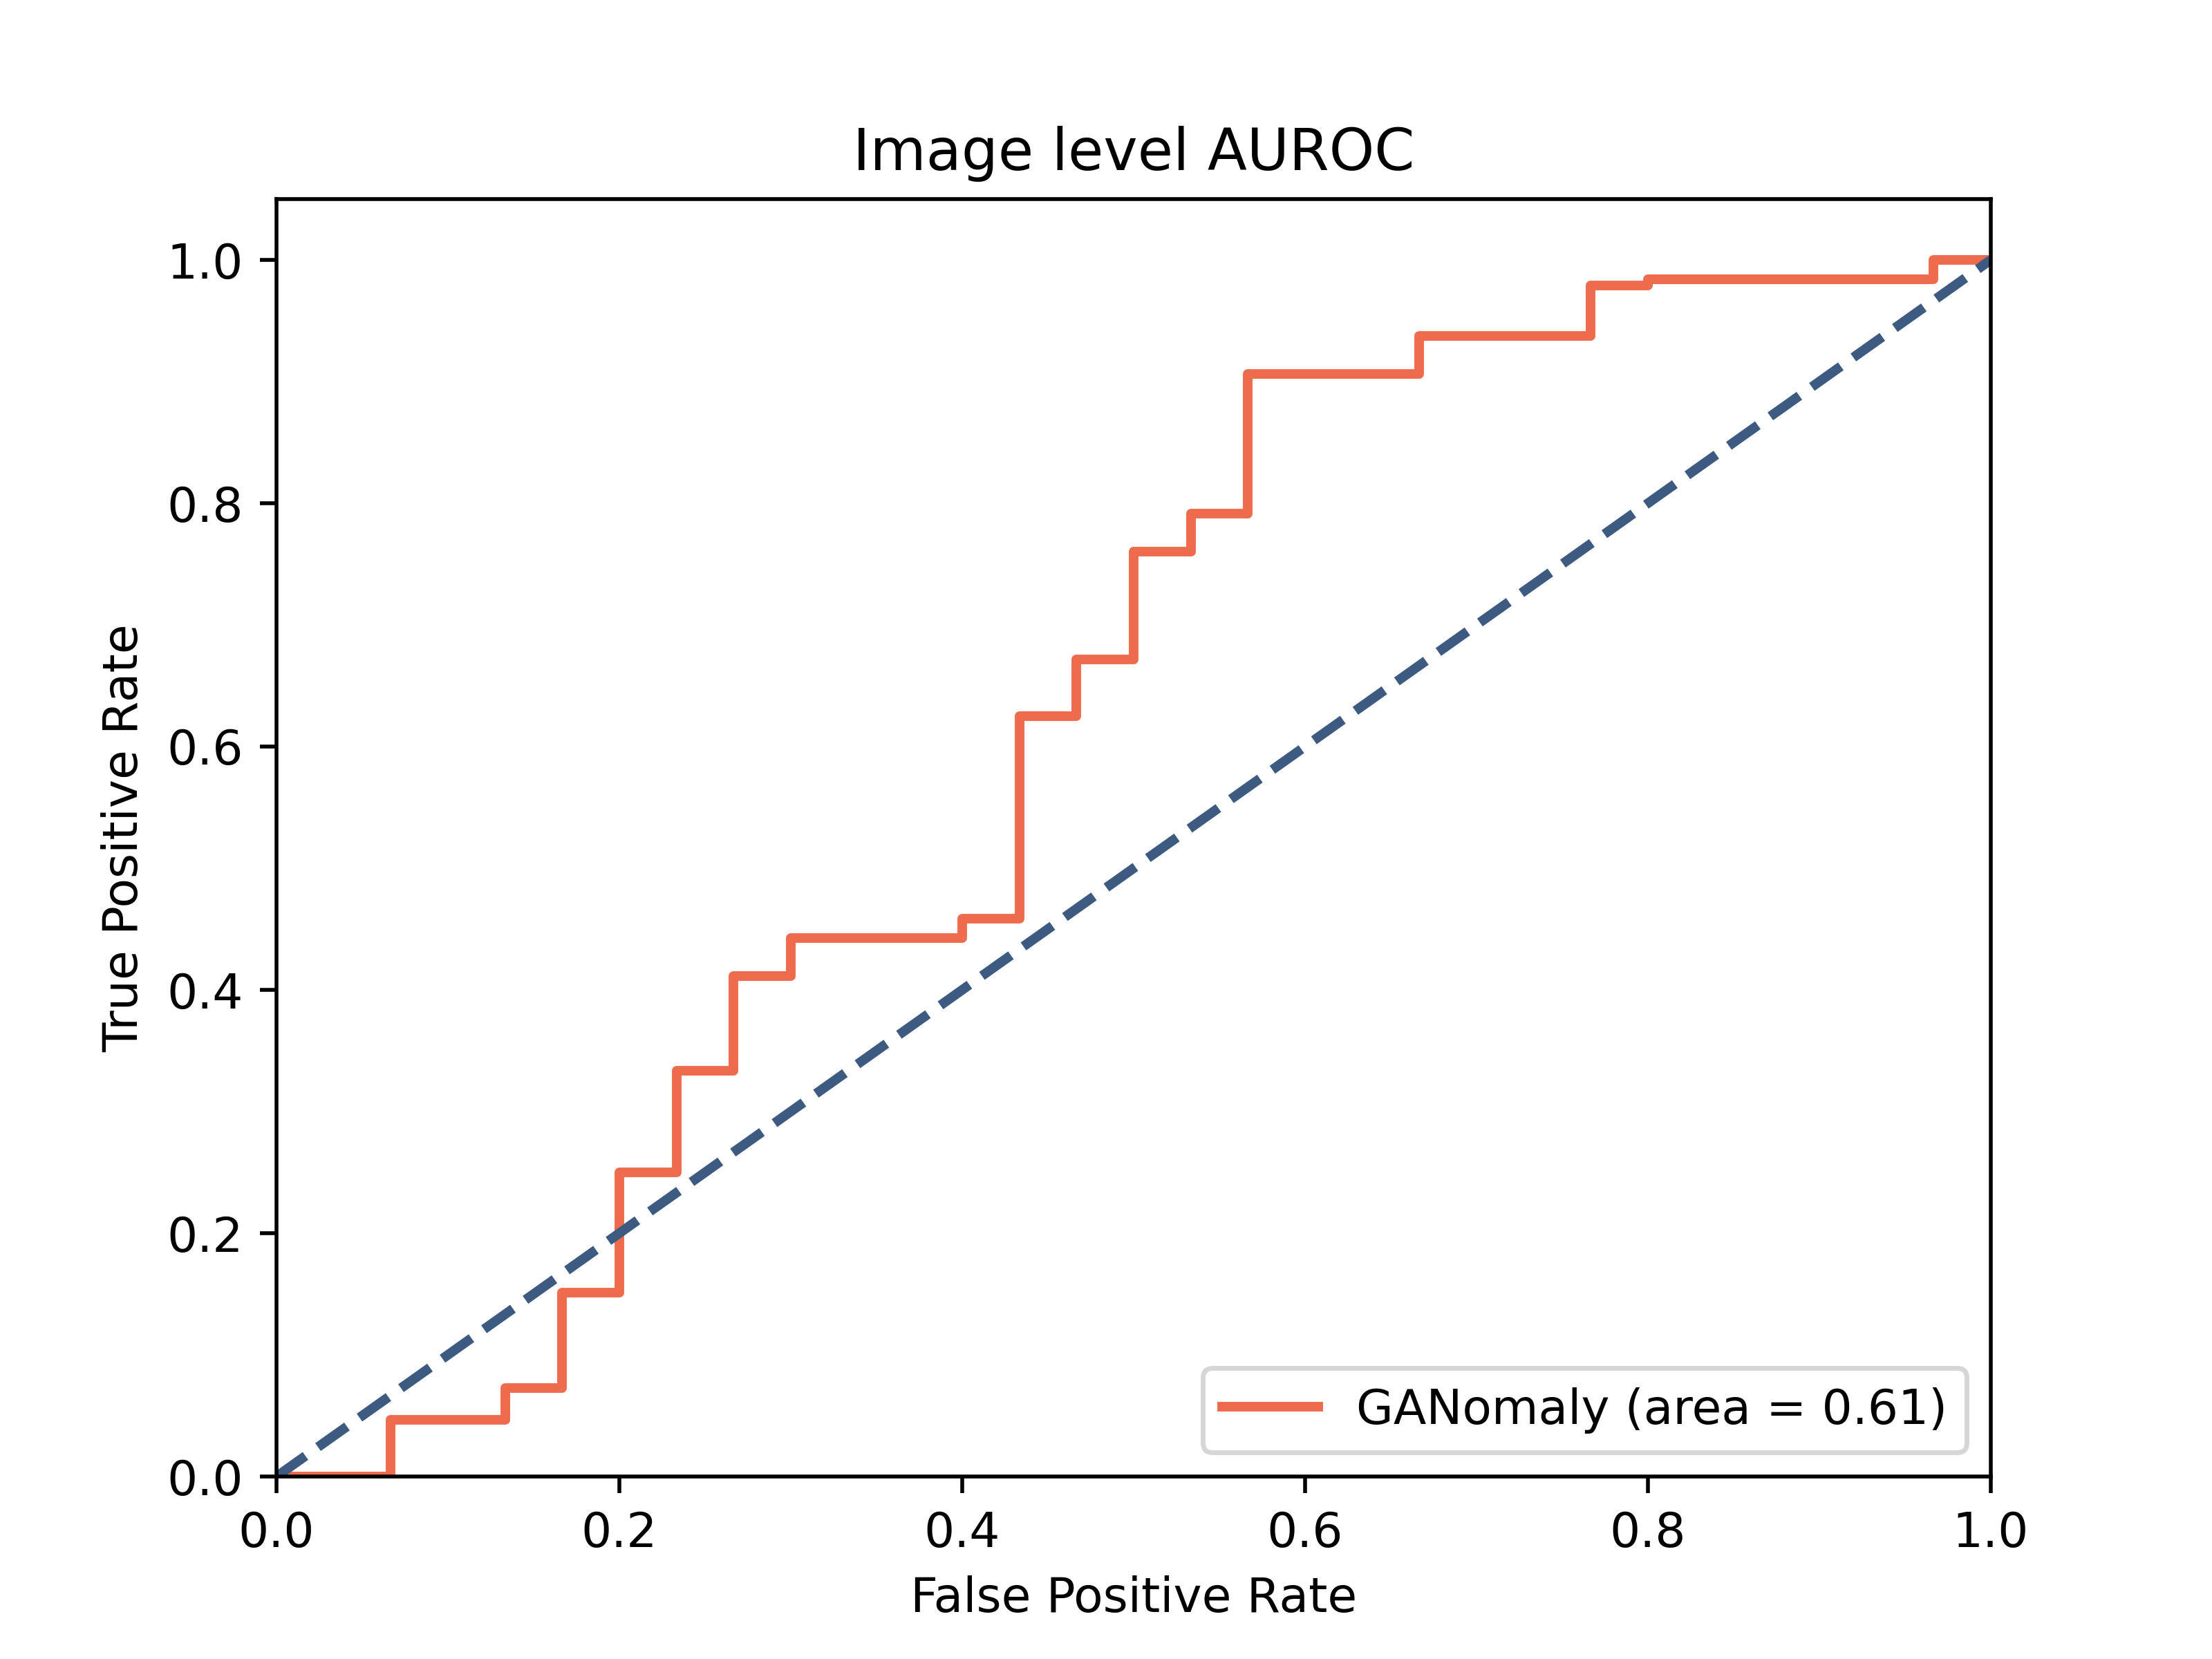 Image level AUROC
1.0
0.8
0.6
0.4
0.2
0.0
True Positive Rate
GANomaly (area = 0.61)
0.0 0.2 0.4 0.6 0.8 1.0
False Positive Rate